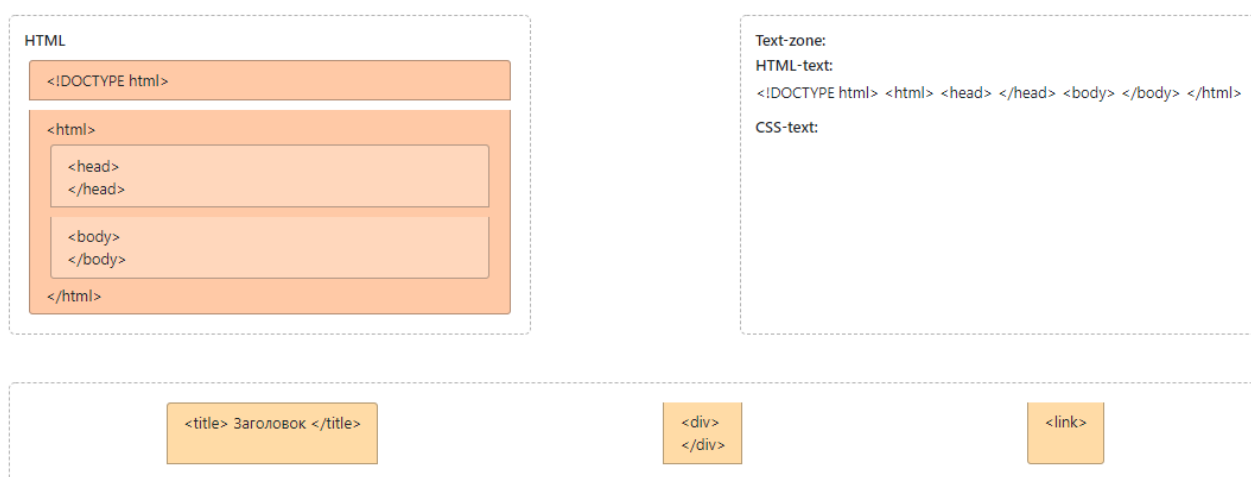 HTML
<!DOCTYPE html>
<html>
<head>
</head>
<body>
</body>
</html>
Text-zone:
HTML-text:
<!DOCTYPE html> <html> <head> </head> <body> </body> </html>
CSS-text:
<title> Заголовок </title>
<div>
</div>
<link>